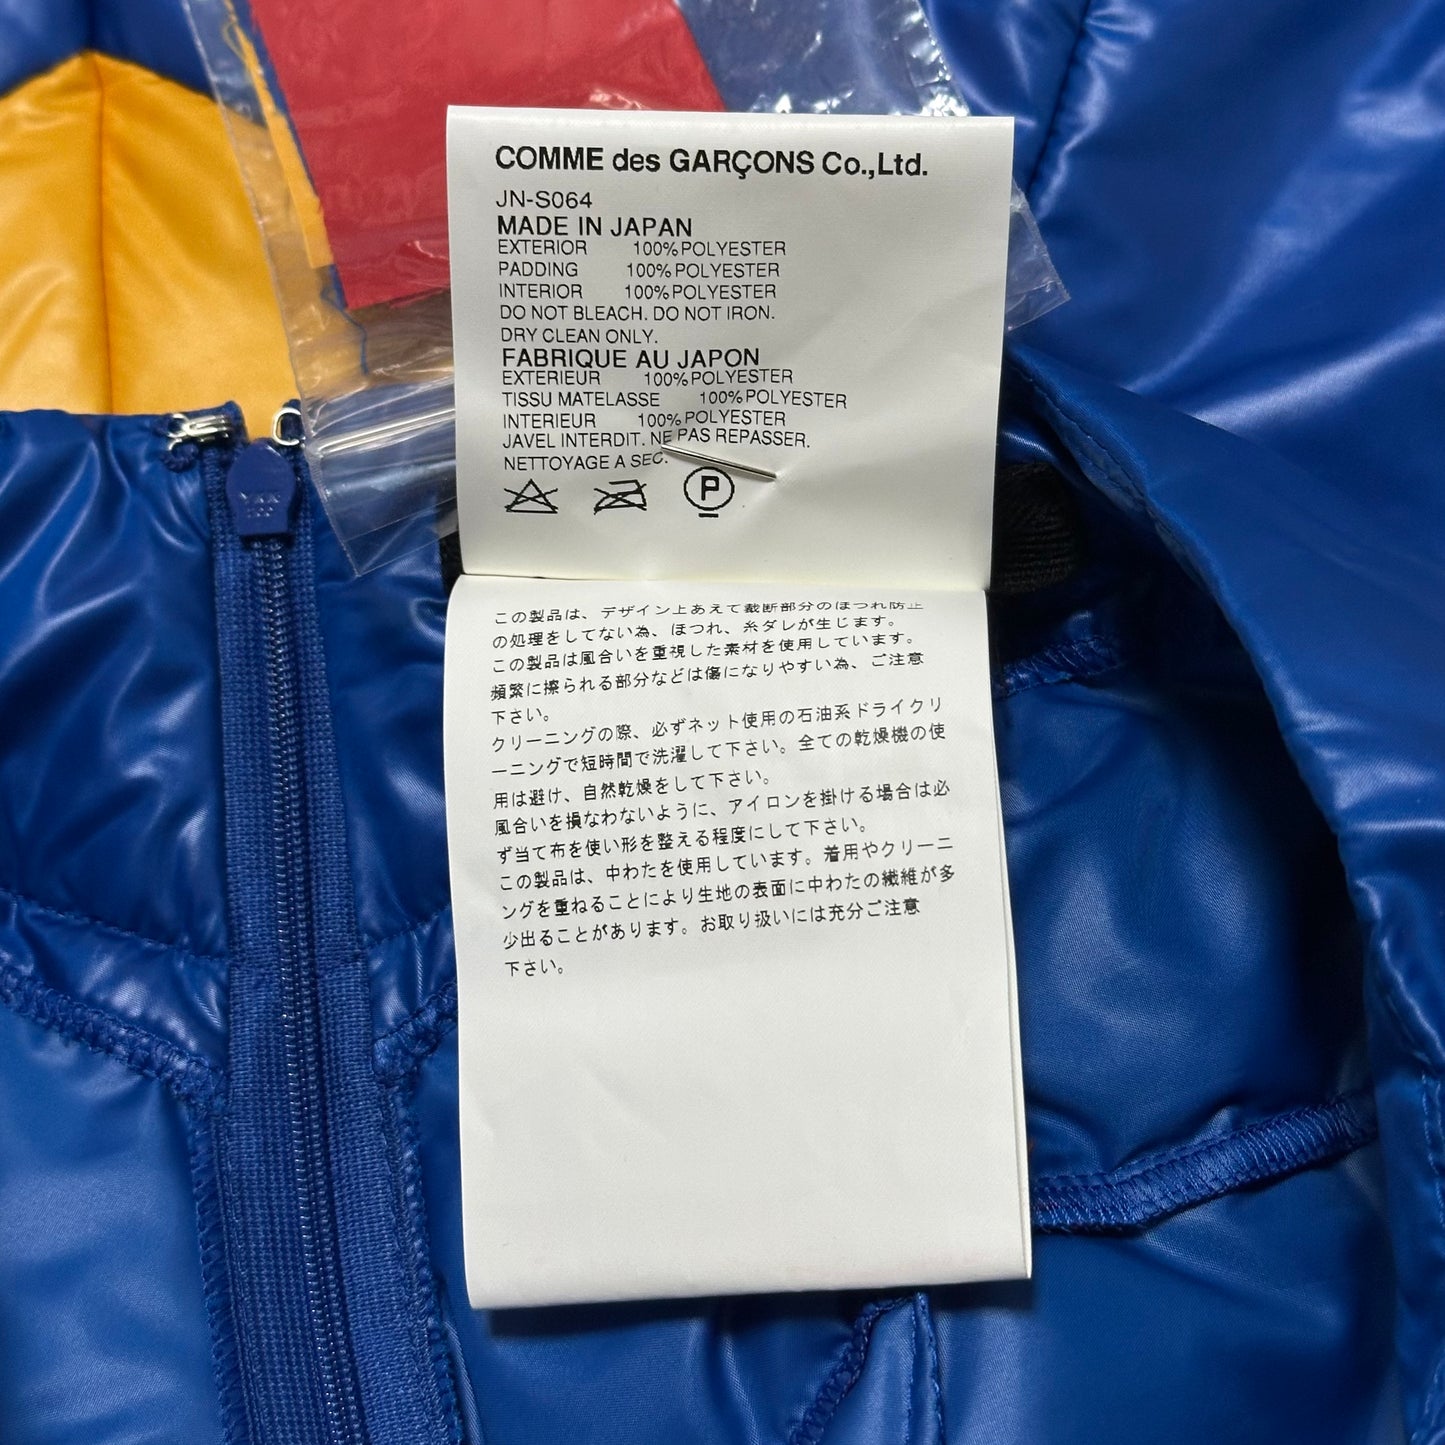 COMME des GARÇONS Co.,Ltd.
JN-S064
MADE IN JAPAN
EXTERIOR 100% POLYESTER
PADDING 100% POLYESTER
INTERIOR 100% POLYESTER
DO NOT BLEACH. DO NOT IRON.
DRY CLEAN ONLY.
FABRIQUE AU JAPON
EXTERIEUR 100% POLYESTER
TISSU MATELASSE 100% POLYESTER
INTERIEUR 100% POLYESTER
JAVEL INTERDIT. NE PAS REPASSER.
NETTOYAGE A SEC.
P
この製品は、デザイン上あえて裁断部分のほつれ防止
の処理をしてない為、ほつれ、糸ダレが生じます。
この製品は風合いを重視した素材を使用しています。
頻繁に擦られる部分などは傷になりやすい為、ご注意
下さい。
クリーニングの際、必ずネット使用の石油系ドライクリ
ーニングで短時間で洗濯して下さい。全ての乾燥機の使
用は避け、自然乾燥をして下さい。
風合いを損なわないように、アイロンを掛ける場合は必
ず当て布を使い形を整える程度にして下さい。
この製品は、中わたを使用しています。着用やクリーニ
ングを重ねることにより生地の表面に中わたの繊維が多
少出ることがあります。お取り扱いには充分ご注意
下さい。